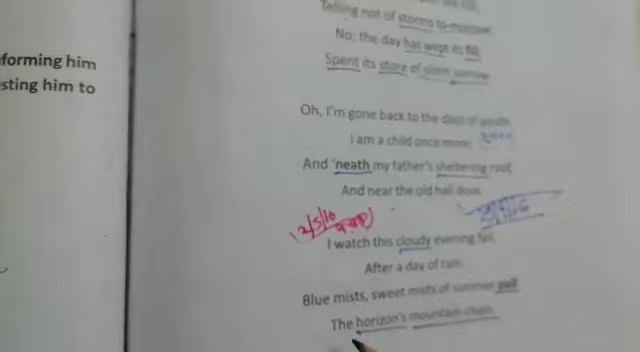 forming him
sting him to
Telling not of storms to-morrow
No; the day has wept its fill,
Spent its store of silent sorrow
Oh, I'm gone back to the days of youth
I am a child once more
And 'neath my father's sheltering roof
And near the old hall door
12/5/16
I watch this cloudy evening fall
After a day of rain
Blue mists, sweet mists of summer pall
The horizon's mountain chain